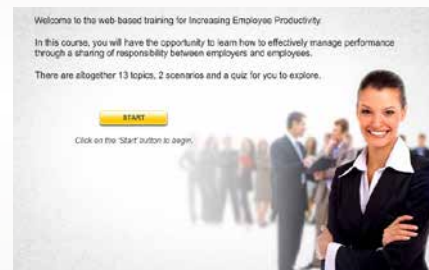 Welcome to the web-based training for Increasing Employee Productivity.
In this course, you will have the opportunity to learn how to effectively manage performance
through a sharing of responsibility between employers and employees.
There are altogether 13 topics, 2 scenarios and a quiz for you to explore.
START
Click on the 'Start' button to begin.